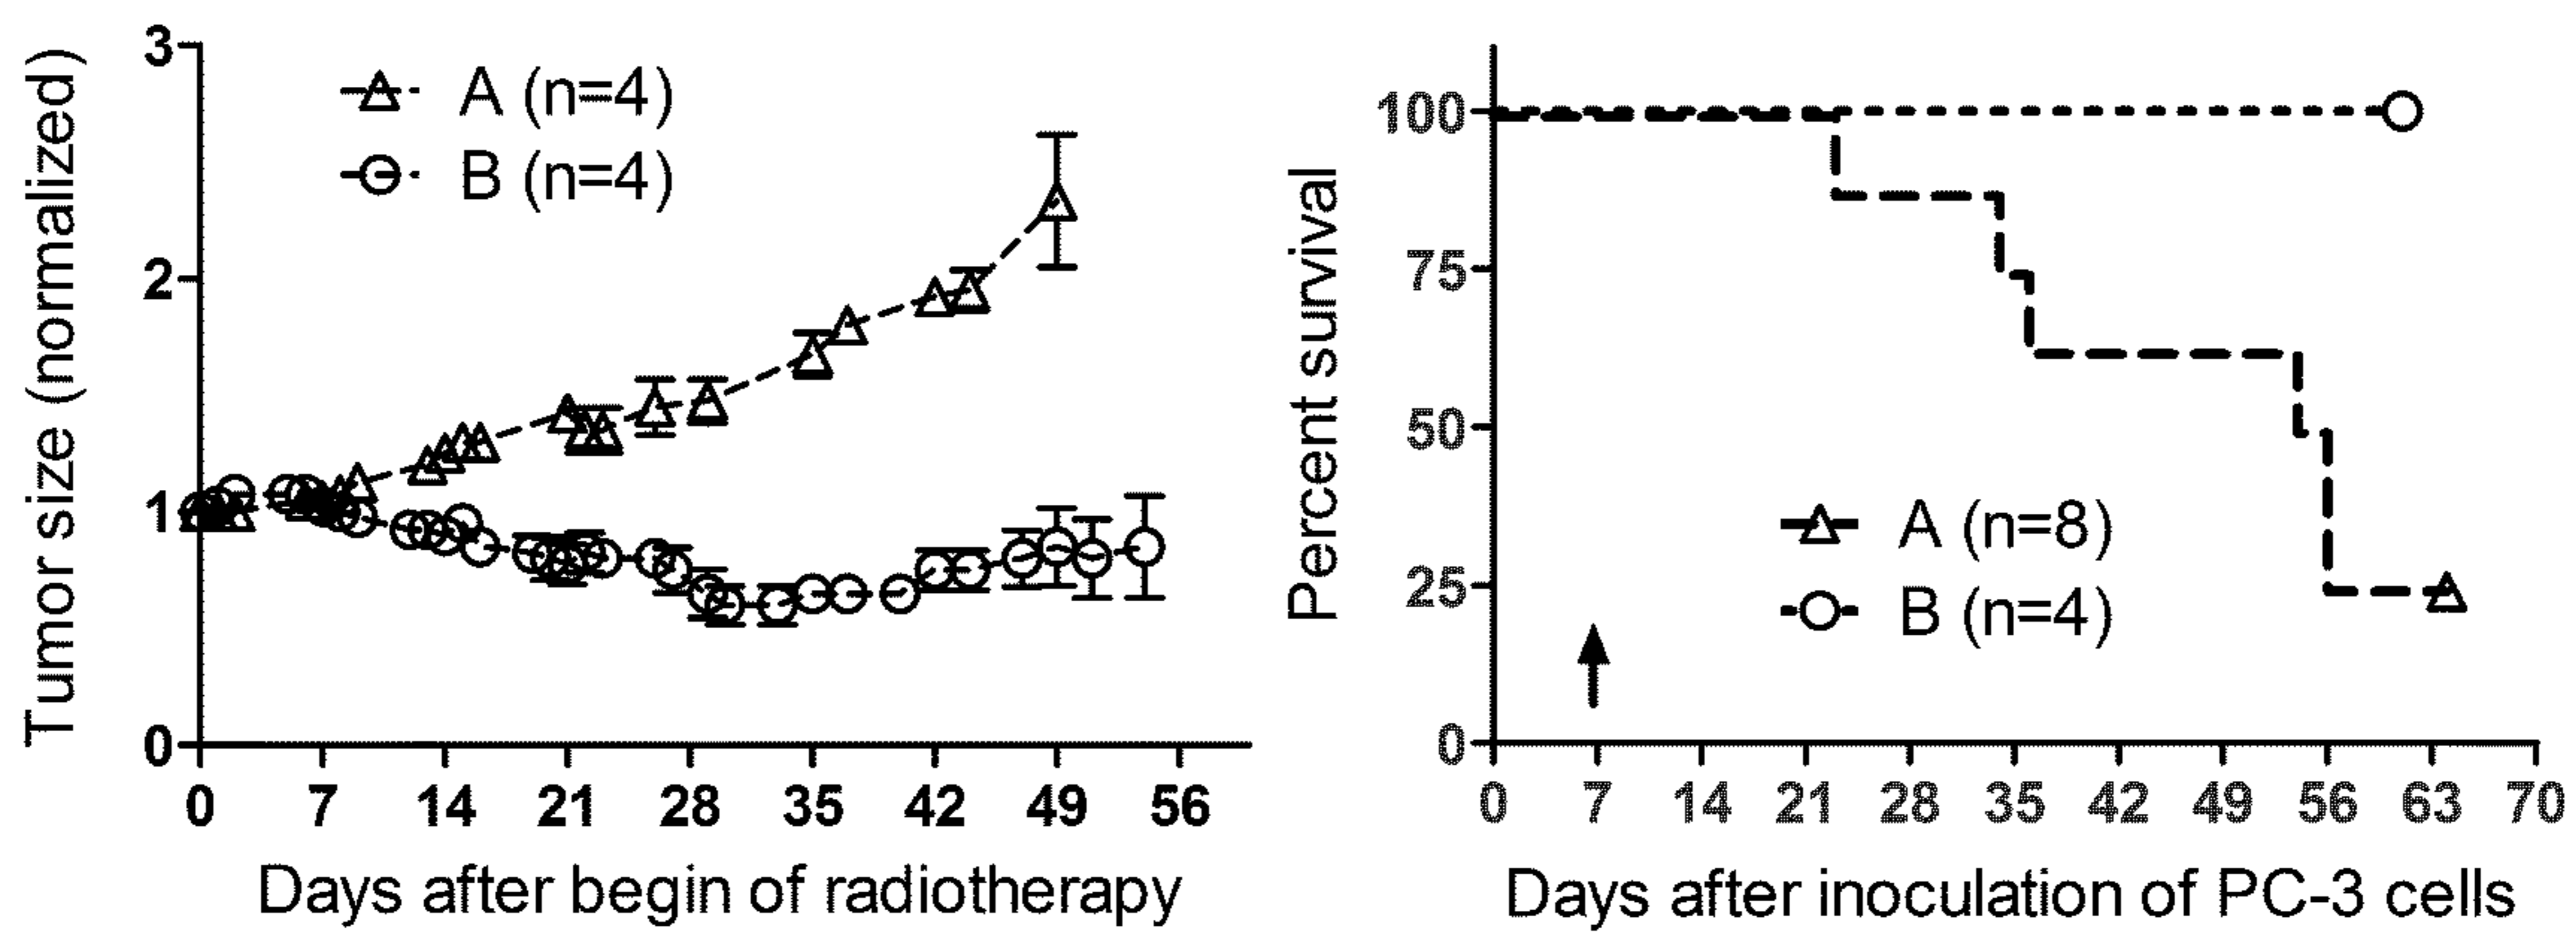 Tumor size (normalized)
3
2
1
0
A (n=4)
B (n=4)
0 7 14 21 28 35 42 49 56
Days after begin of radiotherapy
Percent survival
100
75
50
25
0
A (n=8)
B (n=4)
0 7 14 21 28 35 42 49 56 63 70
Days after inoculation of PC-3 cells